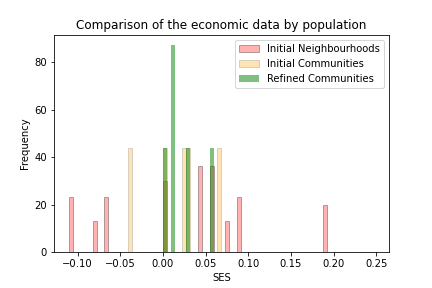 Comparison of the economic data by population
Initial Neighbourhoods
Initial Communities
Refined Communities
Frequency
80
60
40
20
0
-0.10 -0.05 0.00 0.05 0.10 0.15 0.20 0.25
SES